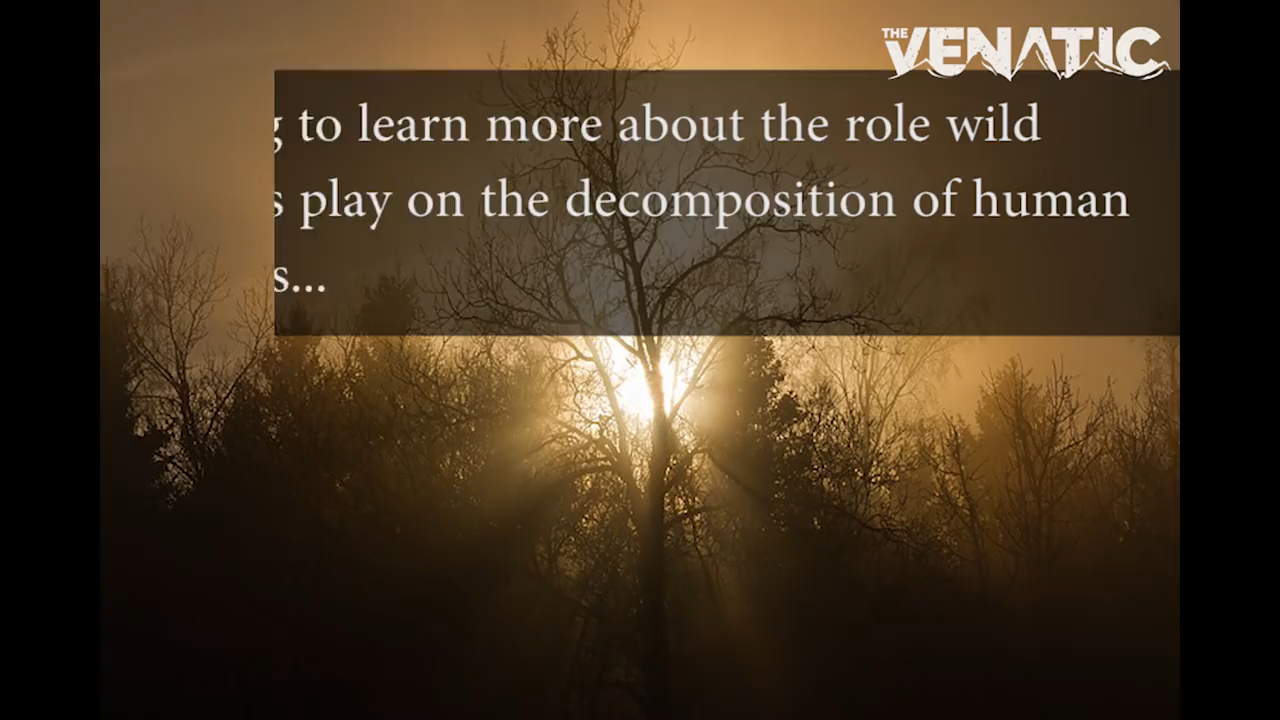 THE VENATIC
to learn more about the role wild
play on the decomposition of human